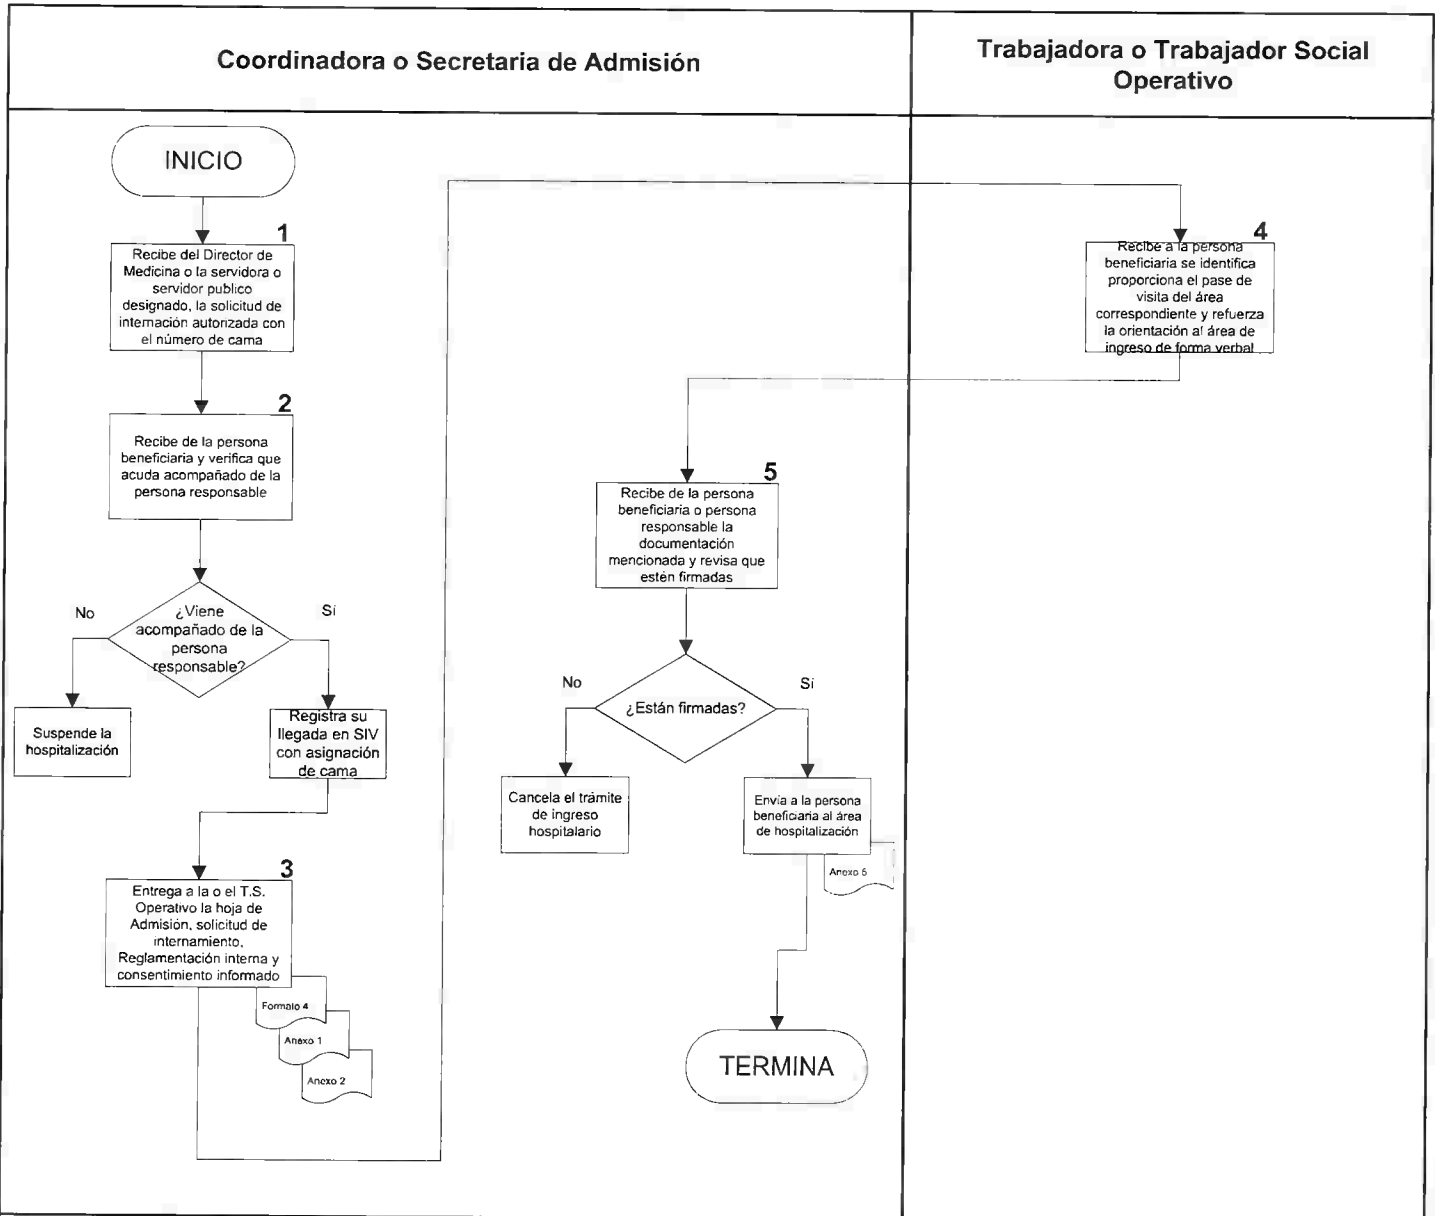 Coordinadora o Secretaria de Admisión
Trabajadora o Trabajador Social
Operativo
INICIO
1
Recibe del Director de
Medicina o la servidora o
servidor publico
designado, la solicitud de
internación autorizada con
el número de cama
2
Recibe de la persona
beneficiaria y verifica que
acuda acompañado de la
persona responsable
¿Viene
acompañado de la
persona
responsable?
No
Sí
Suspende la
hospitalización
Registra su
llegada en SIV
con asignación
de cama
3
Entrega a la o el T.S.
Operativo la hoja de
Admisión, solicitud de
internamiento,
Reglamentación interna y
consentimiento informado
Formato 4
Anexo 1
Anexo 2
4
Recibe a la persona
beneficiaria se identifica
proporciona el pase de
visita del área
correspondiente y refuerza
la orientación al área de
ingreso de forma verbal
5
Recibe de la persona
beneficiaria o persona
responsable la
documentación
mencionada y revisa que
estén firmadas
¿Están firmadas?
No
Sí
Cancela el trámite
de ingreso
hospitalario
Envía a la persona
beneficiaria al área
de hospitalización
Anexo 5
TERMINA